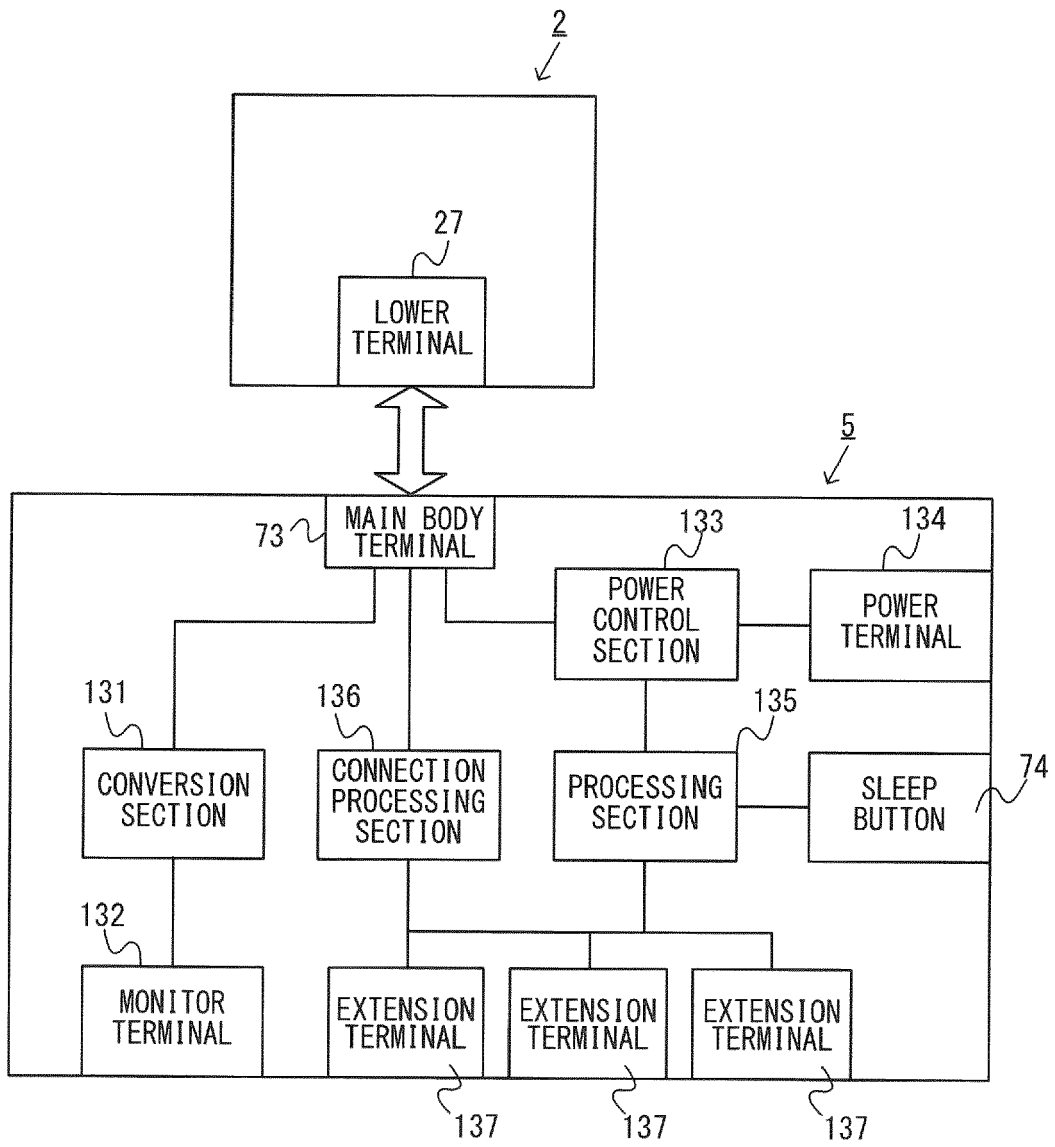 2
27
LOWER
TERMINAL
5
MAIN BODY
TERMINAL
73
133
134
POWER
CONTROL
SECTION
POWER
TERMINAL
131
136
135
74
CONVERSION
SECTION
CONNECTION
PROCESSING
SECTION
PROCESSING
SECTION
SLEEP
BUTTON
132
MONITOR
TERMINAL
EXTENSION
TERMINAL
EXTENSION
TERMINAL
EXTENSION
TERMINAL
137
137
137